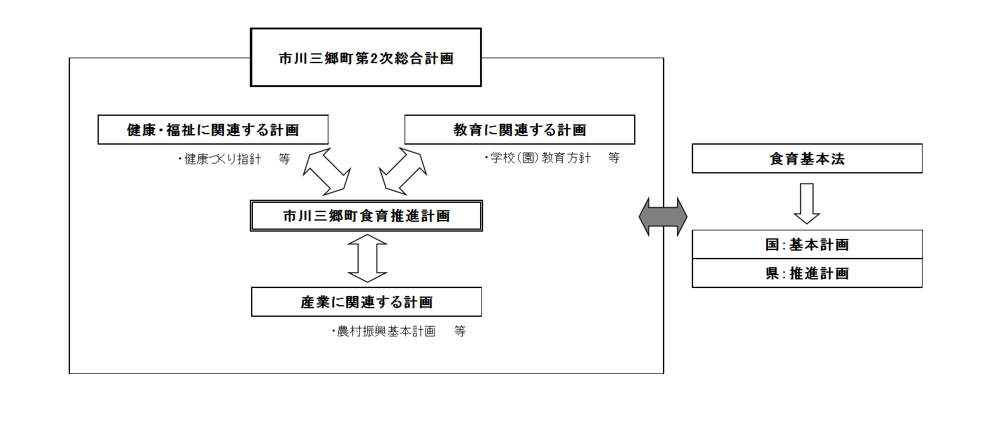 市川三郷町第2次総合計画
健康・福祉に関連する計画
・健康づくり指針　等
教育に関連する計画
・学校(園)教育方針　等
市川三郷町食育推進計画
産業に関連する計画
・農村振興基本計画　等
食育基本法
国：基本計画
県：推進計画